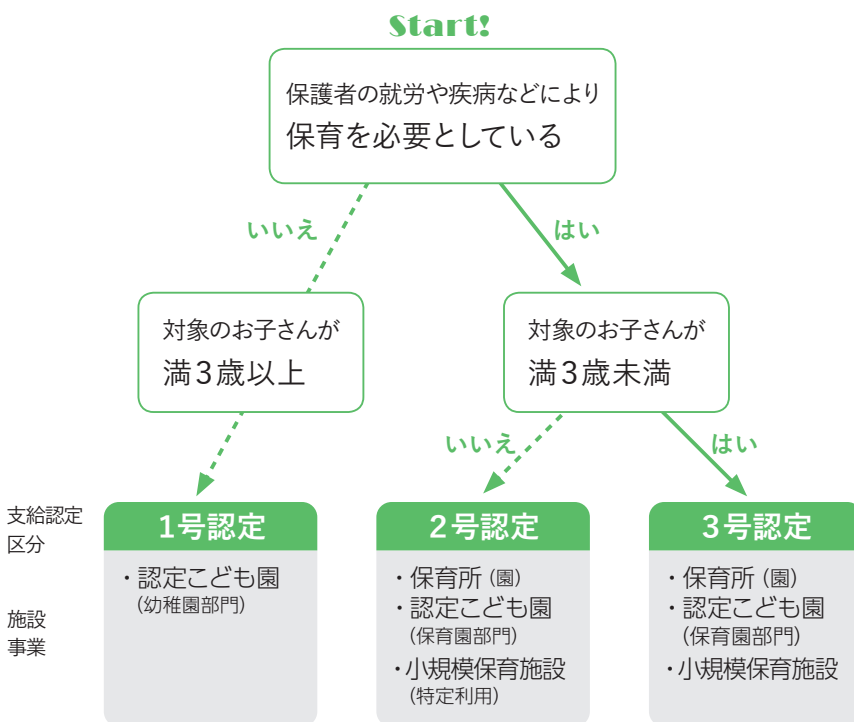 Start!
保護者の就労や疾病などにより
保育を必要としている
いいえ
はい
対象のお子さんが
満3歳以上
対象のお子さんが
満3歳未満
いいえ
はい
支給認定
区分
1号認定
2号認定
3号認定
施設
事業
・認定こども園
(幼稚園部門)
・保育所(園)
・認定こども園
(保育園部門)
・小規模保育施設
(特定利用)
・保育所(園)
・認定こども園
(保育園部門)
・小規模保育施設